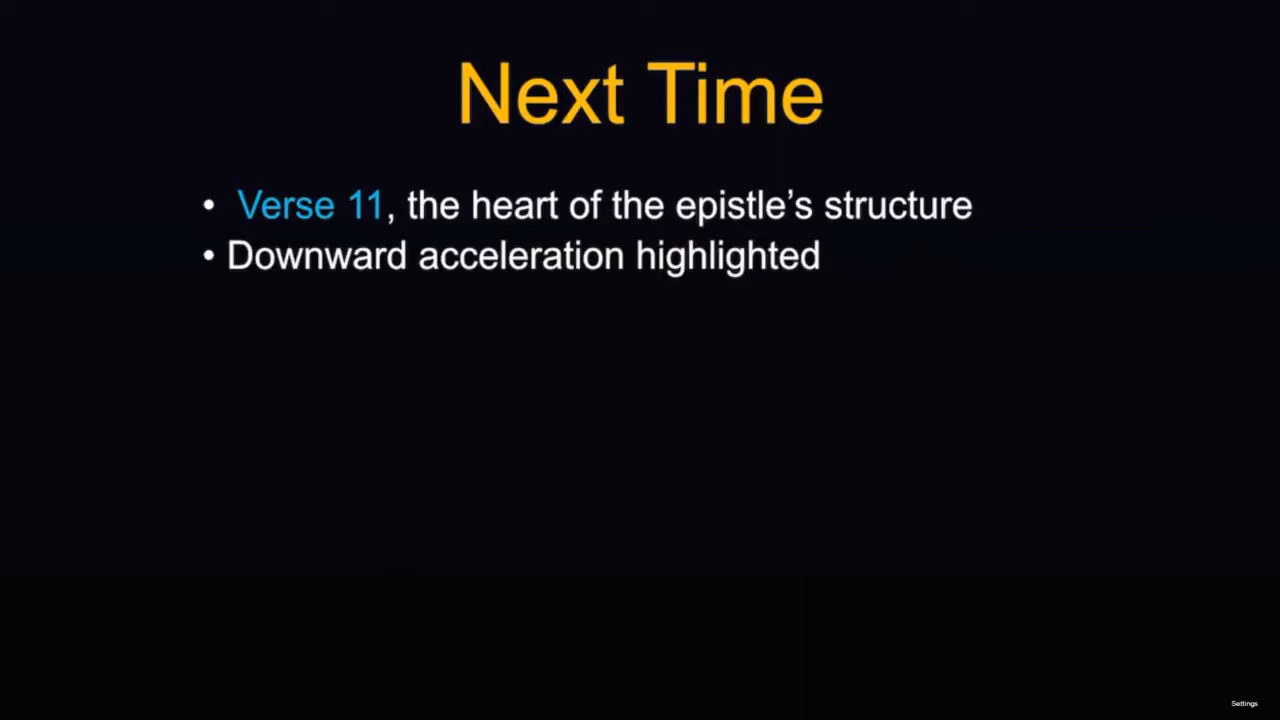 Next Time
• Verse 11, the heart of the epistle’s structure
• Downward acceleration highlighted
Settings